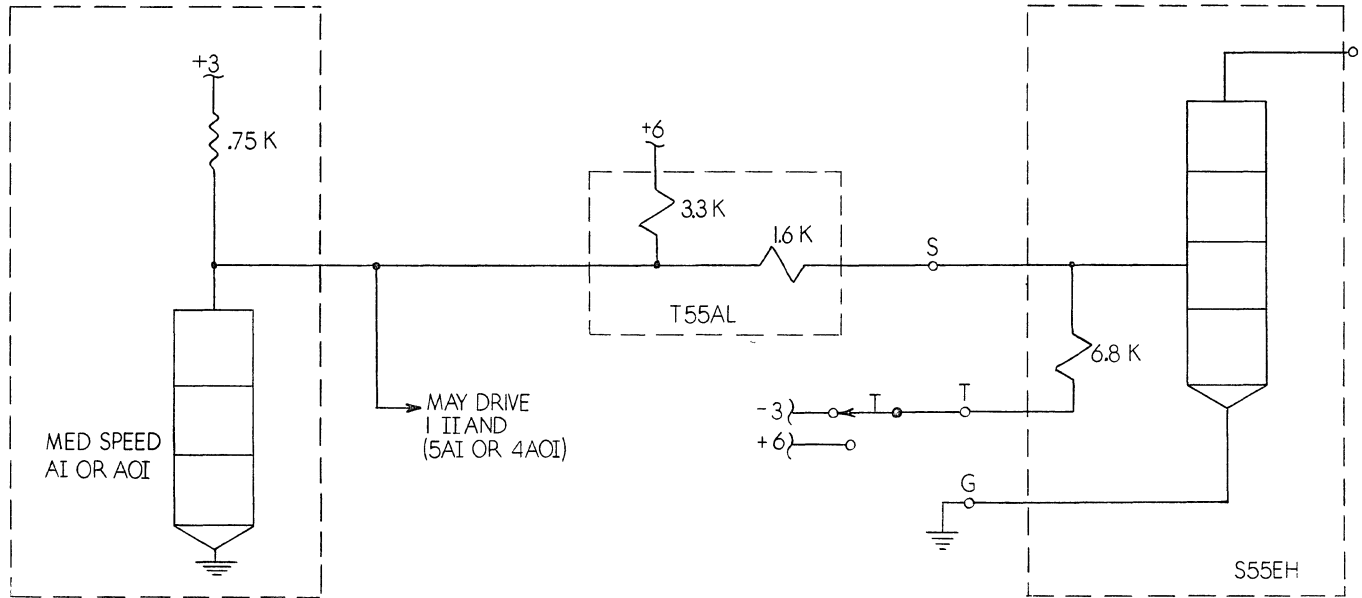 +3
.75 K
+6
3.3 K
1.6 K
S
T55AL
6.8 K
-3
T
T
+6
MAY DRIVE
1 II AND
(5AI OR 4AOI)
MED SPEED
AI OR AOI
G
S55EH